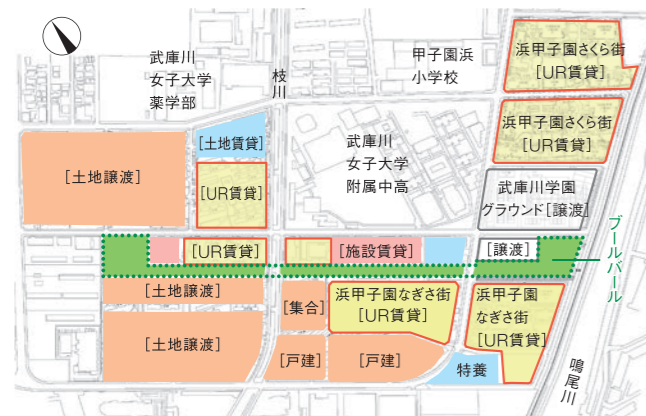 武庫川
女子大学
薬学部
枝川
甲子園浜
小学校
浜甲子園さくら街
[UR賃貸]
浜甲子園さくら街
[UR賃貸]
[土地賃貸]
[土地譲渡]
[UR賃貸]
武庫川
女子大学
附属中高
武庫川学園
グラウンド[譲渡]
[UR賃貸]
[施設賃貸]
[譲渡]
ブールバール
[土地譲渡]
[集合]
浜甲子園なぎさ街
[UR賃貸]
浜甲子園
なぎさ街
[UR賃貸]
[土地譲渡]
[戸建]
[戸建]
特養
鳴尾川